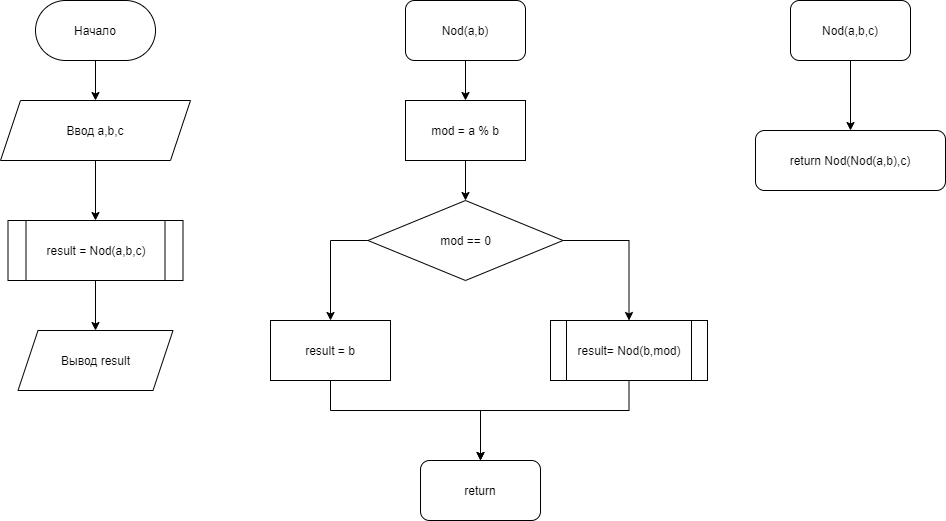 Начало
Ввод a,b,c
result = Nod(a,b,c)
Вывод result
Nod(a,b)
mod = a % b
mod == 0
result = b
result= Nod(b,mod)
return
Nod(a,b,c)
return Nod(Nod(a,b),c)